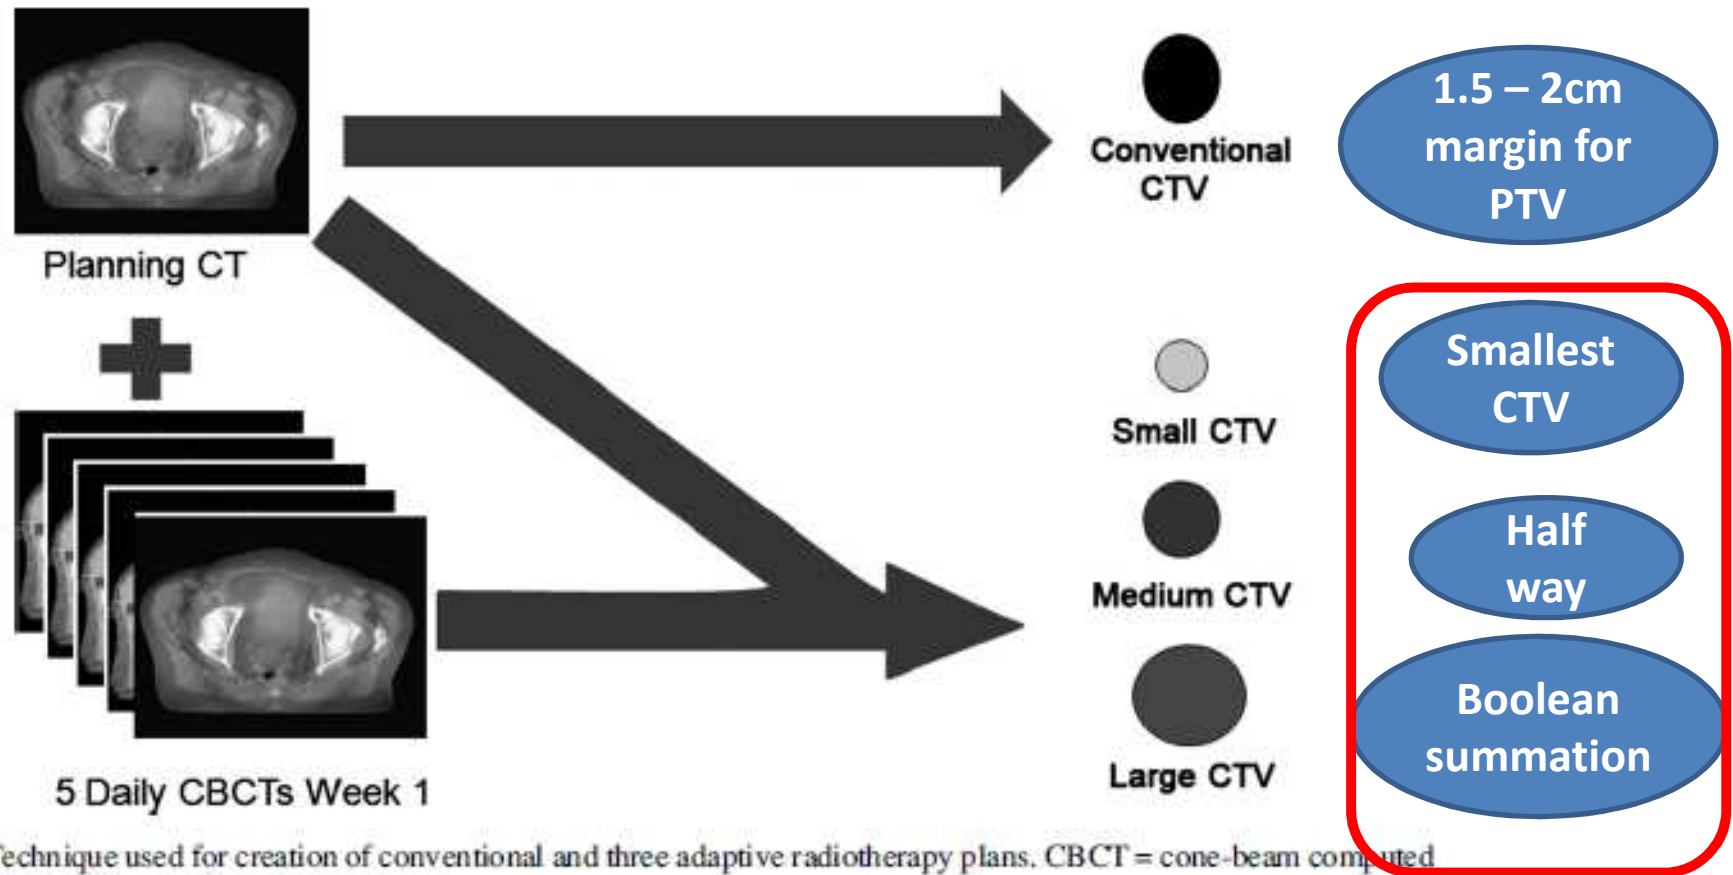 Planning CT
5 Daily CBCTs Week 1
Conventional
CTV
1.5 – 2cm
margin for
PTV
Small CTV
Smallest
CTV
Medium CTV
Half
way
Large CTV
Boolean
summation
Technique used for creation of conventional and three adaptive radiotherapy plans. CBCT = cone-beam computed